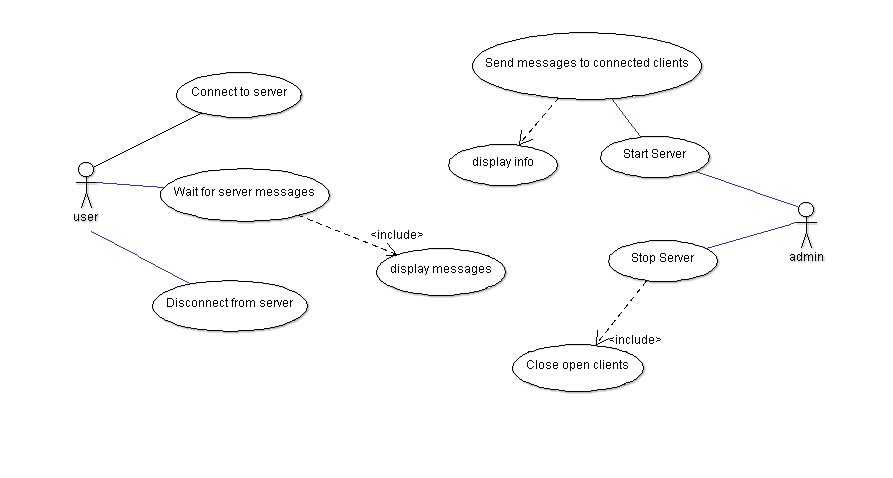 Send messages to connected clients
Connect to server
display info
Start Server
Wait for server messages
user
<include>
Stop Server
admin
display messages
Disconnect from server
<include>
Close open clients